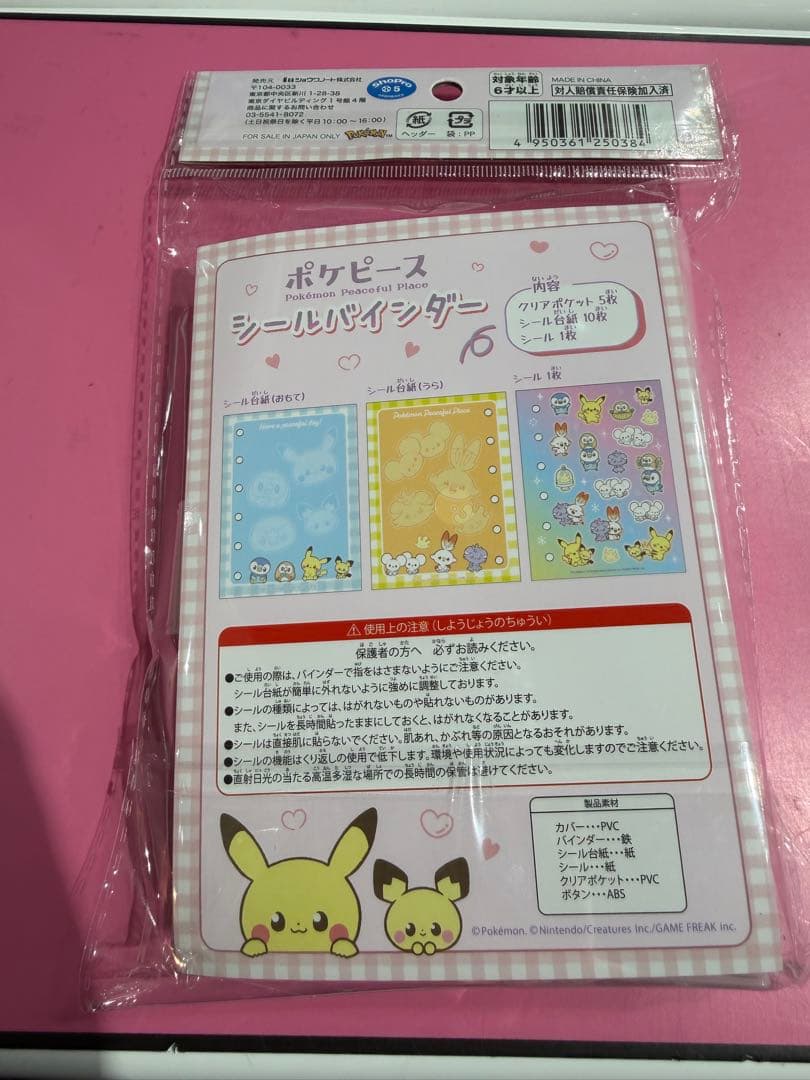 発売元 ショウワノート株式会社
〒104-0033
東京都中央区新川1-28-38
東京ダイヤビルディング1号館4階
商品に関するお問い合わせ
03-5541-8072
(土日祝祭日を除く平日10:00〜16:00)
FOR SALE IN JAPAN ONLY
Pokémon™
ShoPro
5
紙
ヘッダー
プラ
袋:PP
対象年齢
6才以上
MADE IN CHINA
対人賠償責任保険加入済
4 950361 250384
ポケピース
Pokémon Peaceful Place
シールバインダー
内容
クリアポケット 5枚
シール台紙 10枚
シール 1枚
シール台紙(おもて)
シール台紙(うら)
シール 1枚
Have a peaceful day!
Pokémon Peaceful Place
使用上の注意(しようじょうのちゅうい)
保護者の方へ 必ずお読みください。
●ご使用の際は、バインダーで指をはさまないようにご注意ください。
シール台紙が簡単に外れないように強めに調整しております。
●シールの種類によっては、はがれないものや貼れないものがあります。
また、シールを長時間貼ったままにしておくと、はがれなくなることがあります。
●シールは直接肌に貼らないでください。肌あれ、かぶれ等の原因となるおそれがあります。
●シールの機能はくり返しの使用で低下します。環境や使用状況によっても変化しますのでご注意ください。
●直射日光の当たる高温多湿な場所での長時間の保管は避けてください。
製品素材
カバー・・・PVC
バインダー・・・鉄
シール台紙・・・紙
シール・・・紙
クリアポケット・・・PVC
ボタン・・・ABS
©Pokémon. ©Nintendo/Creatures Inc./GAME FREAK inc.